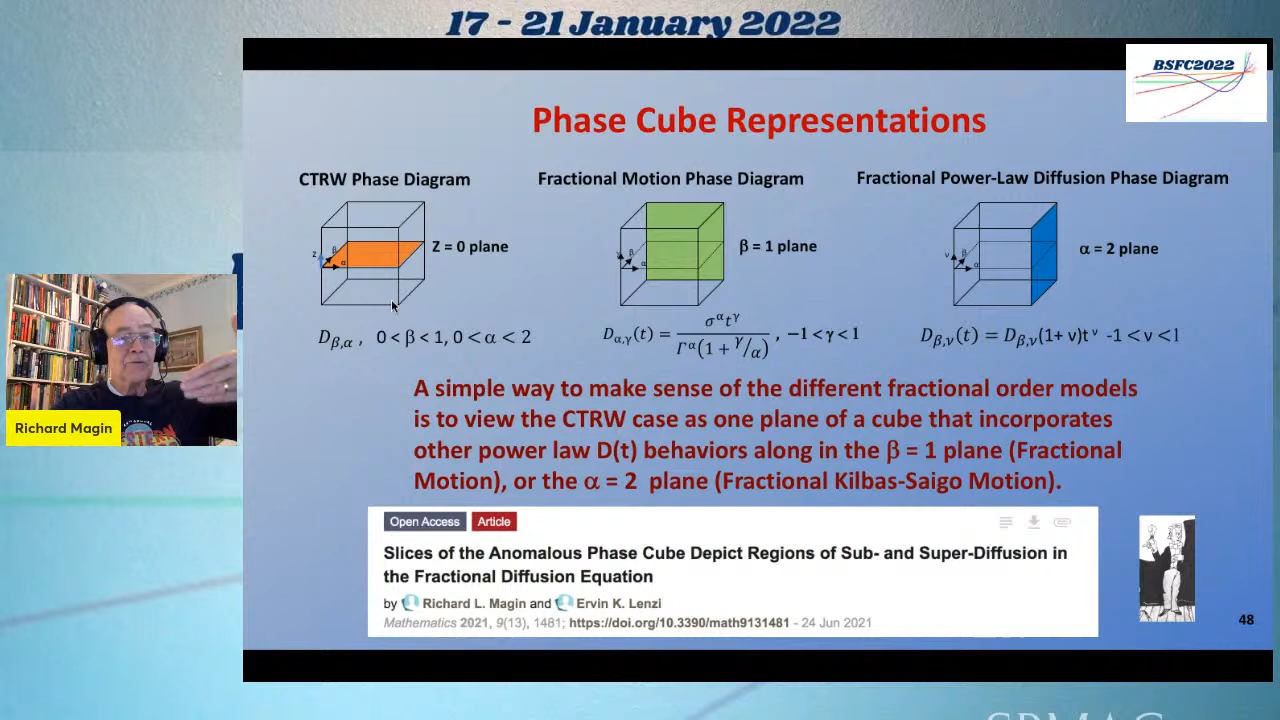 17 - 21 January 2022
BSFC2022
Phase Cube Representations
CTRW Phase Diagram
Fractional Motion Phase Diagram
Fractional Power-Law Diffusion Phase Diagram
z β α
Z = 0 plane
β α
β = 1 plane
ν β α
α = 2 plane
D_{β,α} , 0 < β < 1, 0 < α < 2
D_{α,γ}(t) = σ^α t^γ / Γ^α(1 + γ/α) , −1 < γ < 1
D_{β,ν}(t) = D_{β,ν}(1+ ν)t^ν -1 < ν < 1
A simple way to make sense of the different fractional order models
is to view the CTRW case as one plane of a cube that incorporates
other power law D(t) behaviors along in the β = 1 plane (Fractional
Motion), or the α = 2 plane (Fractional Kilbas-Saigo Motion).
Richard Magin
Open Access Article
Slices of the Anomalous Phase Cube Depict Regions of Sub- and Super-Diffusion in
the Fractional Diffusion Equation
by Richard L. Magin and Ervin K. Lenzi
Mathematics 2021, 9(13), 1481; https://doi.org/10.3390/math9131481 - 24 Jun 2021
48